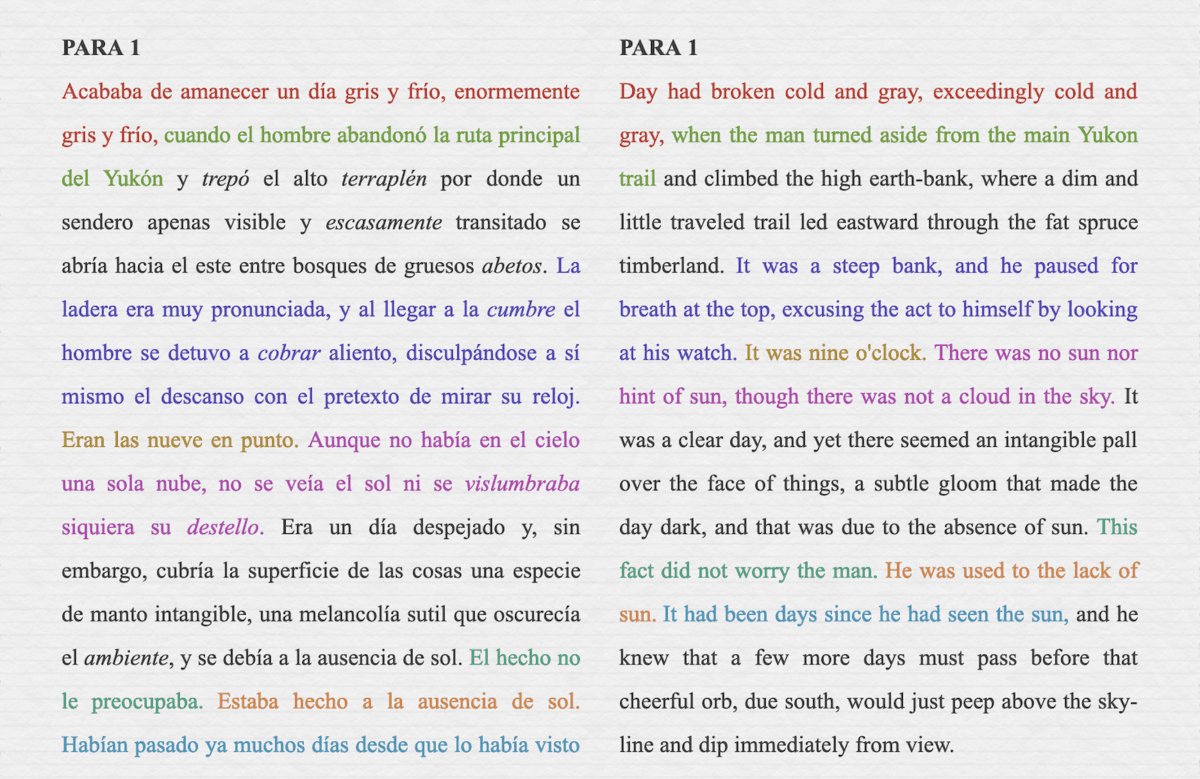 PARA 1
Acababa de amanecer un día gris y frío, enormemente
gris y frío, cuando el hombre abandonó la ruta principal
del Yukón y trepó el alto terraplén por donde un
sendero apenas visible y escasamente transitado se
abría hacia el este entre bosques de gruesos abetos. La
ladera era muy pronunciada, y al llegar a la cumbre el
hombre se detuvo a cobrar aliento, disculpándose a sí
mismo el descanso con el pretexto de mirar su reloj.
Eran las nueve en punto. Aunque no había en el cielo
una sola nube, no se veía el sol ni se vislumbraba
siquiera su destello. Era un día despejado y, sin
embargo, cubría la superficie de las cosas una especie
de manto intangible, una melancolía sutil que oscurecía
el ambiente, y se debía a la ausencia de sol. El hecho no
le preocupaba. Estaba hecho a la ausencia de sol.
Habían pasado ya muchos días desde que lo había visto
PARA 1
Day had broken cold and gray, exceedingly cold and
gray, when the man turned aside from the main Yukon
trail and climbed the high earth-bank, where a dim and
little traveled trail led eastward through the fat spruce
timberland. It was a steep bank, and he paused for
breath at the top, excusing the act to himself by looking
at his watch. It was nine o'clock. There was no sun nor
hint of sun, though there was not a cloud in the sky. It
was a clear day, and yet there seemed an intangible pall
over the face of things, a subtle gloom that made the
day dark, and that was due to the absence of sun. This
fact did not worry the man. He was used to the lack of
sun. It had been days since he had seen the sun, and he
knew that a few more days must pass before that
cheerful orb, due south, would just peep above the sky-
line and dip immediately from view.